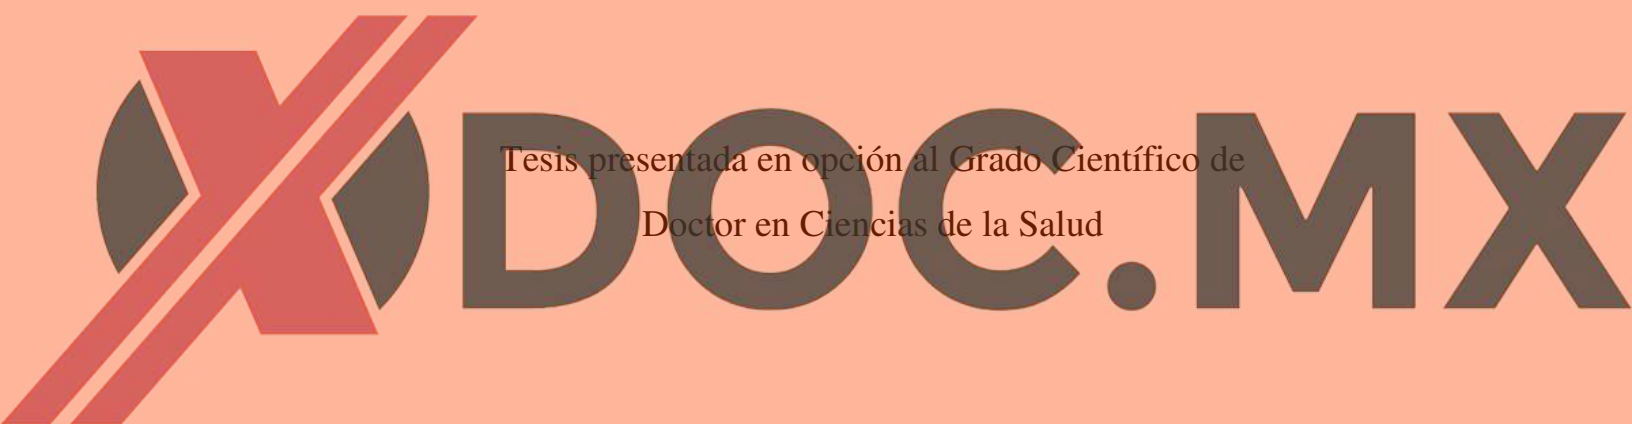 XDOC.MX
Tesis presentada en opción al Grado Científico de
Doctor en Ciencias de la Salud